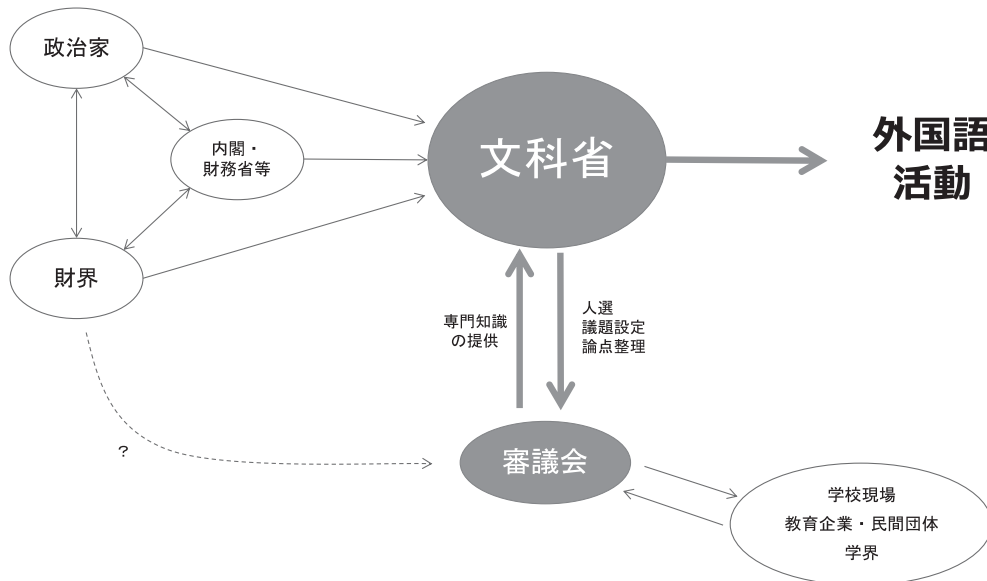 政治家
内閣・
財務省等
財界
文科省
外国語
活動
専門知識
の提供
人選
議題設定
論点整理
?
審議会
学校現場
教育企業・民間団体
学界